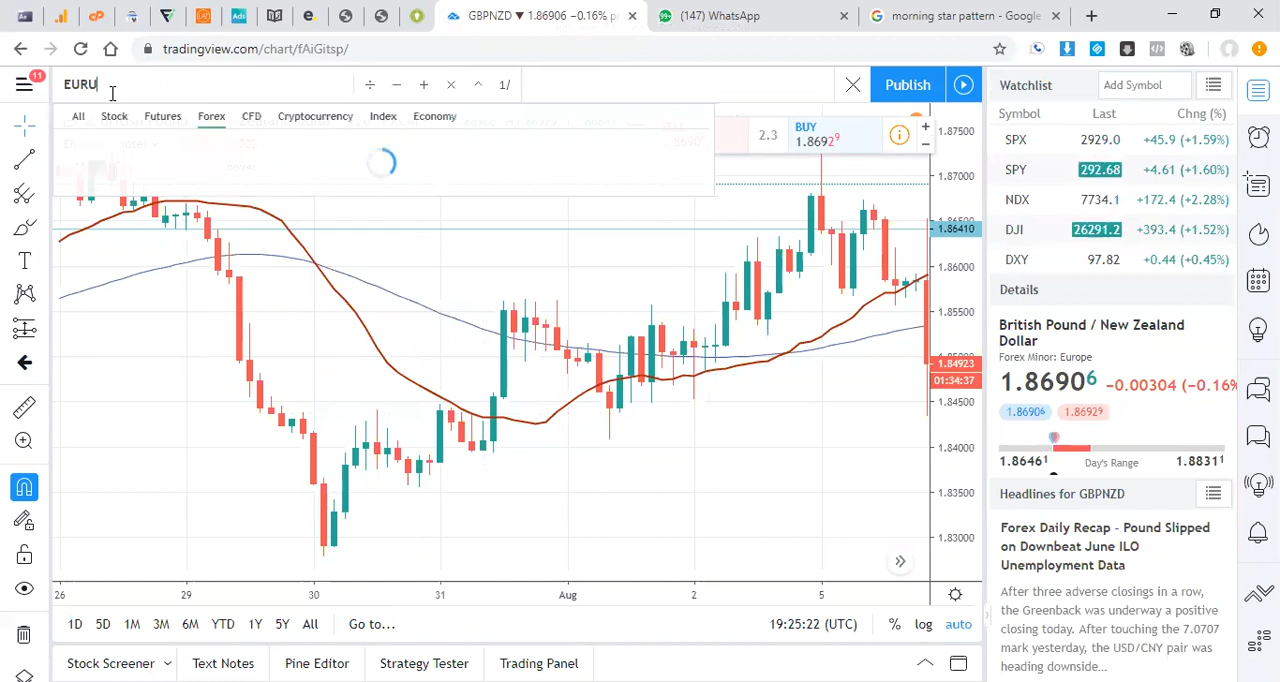 GBPNZD ▼ 1.86906 −0.16%
(147) WhatsApp
morning star pattern - Google
tradingview.com/chart/fAiGitsp/
11
EURU
1/
Publish
All Stock Futures Forex CFD Cryptocurrency Index Economy
2.3
BUY
1.8692⁹
1.87500
1.87000
1.86410
1.86000
1.85500
1.84923
01:34:37
1.84500
1.84000
1.83500
1.83000
26 29 30 31 Aug 2 5
1D 5D 1M 3M 6M YTD 1Y 5Y All Go to...
19:25:22 (UTC) % log auto
Stock Screener Text Notes Pine Editor Strategy Tester Trading Panel
Watchlist
Add Symbol
Symbol Last Chg (%)
SPX 2929.0 +45.9 (+1.59%)
SPY 292.68 +4.61 (+1.60%)
NDX 7734.1 +172.4 (+2.28%)
DJI 26291.2 +393.4 (+1.52%)
DXY 97.82 +0.44 (+0.45%)
Details
British Pound / New Zealand
Dollar
Forex Minor: Europe
1.8690⁶ −0.00304 (−0.16%
1.8690⁶ 1.8692⁹
1.8646¹ Day's Range 1.8831¹
Headlines for GBPNZD
Forex Daily Recap - Pound Slipped
on Downbeat June ILO
Unemployment Data
After three adverse closings in a row,
the Greenback was underway a positive
closing today. After touching the 7.0707
mark yesterday, the USD/CNY pair was
heading downside...